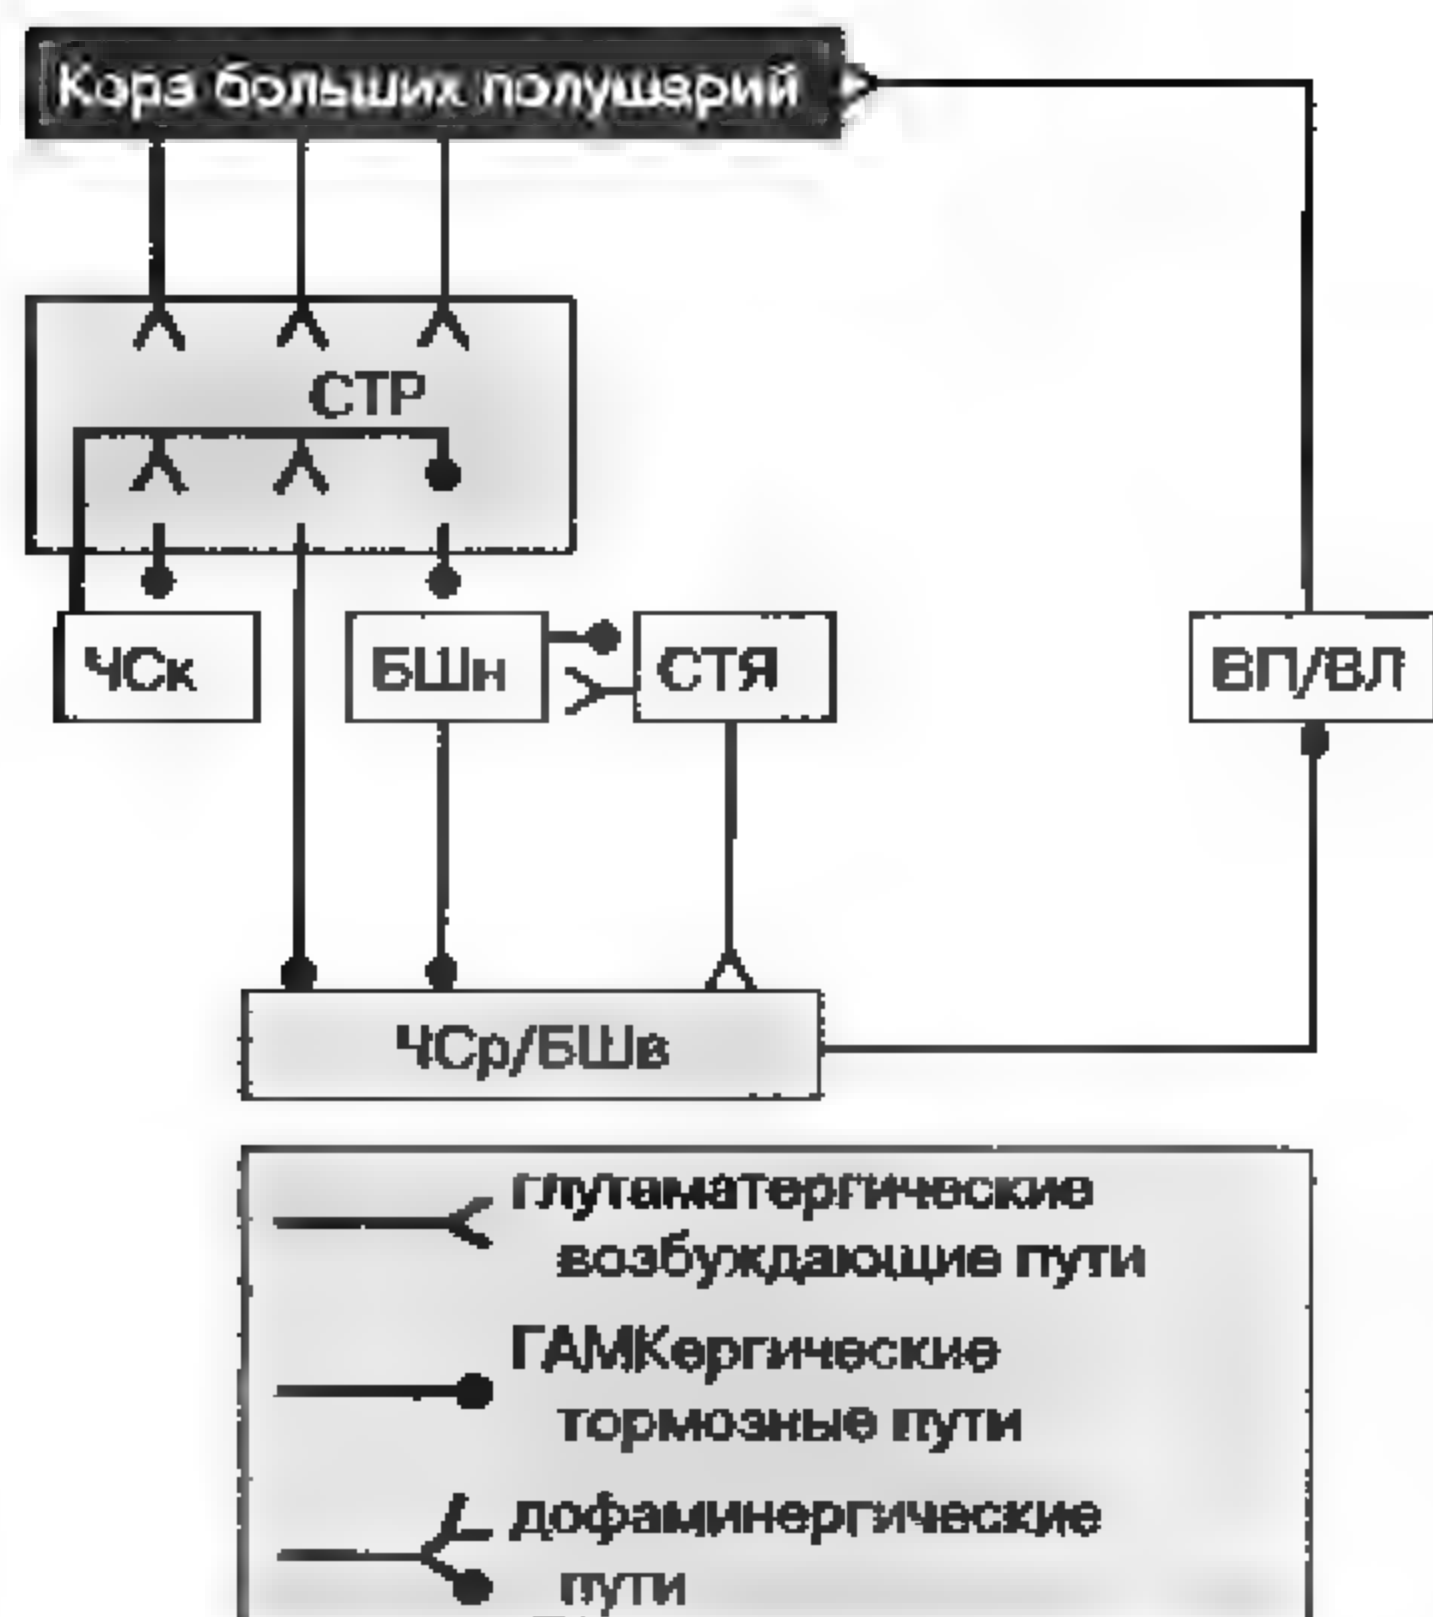 Кора больших полушарий
СТР
ЧСк
БШн
СТЯ
ВП/ВЛ
ЧСр/БШв
глутаматергические
возбуждающие пути
ГАМКергические
тормозные пути
дофаминергические
пути